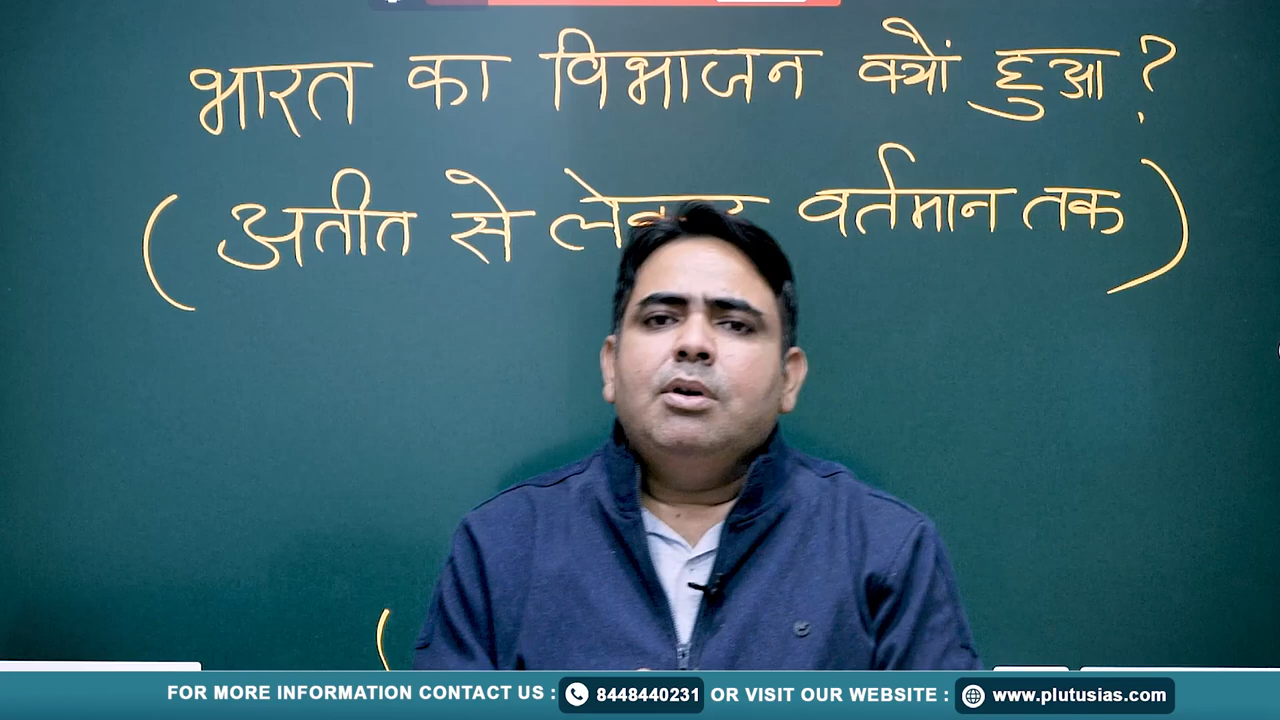 भारत का विभाजन क्यों हुआ ?
( अतीत से वर्तमान तक )
FOR MORE INFORMATION CONTACT US : 8448440231 OR VISIT OUR WEBSITE : www.plutusias.com